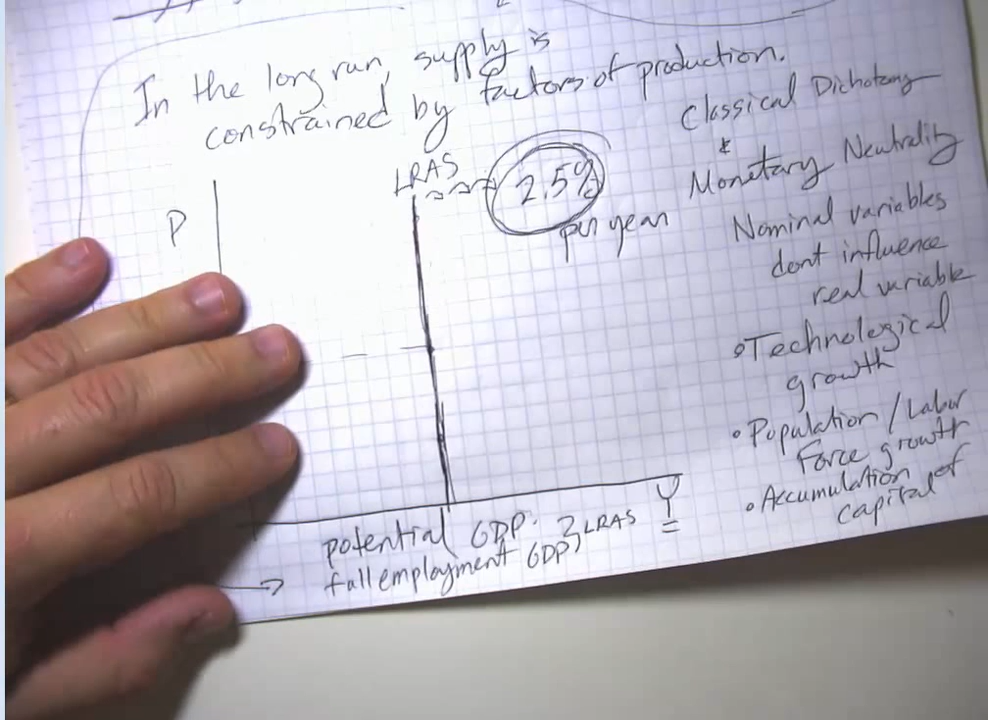 In the long run, supply is
constrained by factors of production.
Classical Dichotomy
&
Monetary Neutrality
Nominal variables
dont influence
real variable
• Technological
growth
• Population / Labor
Force growth
• Accumulation of
capital
LRAS
2.5%
per year
P
Y
potential GDP
full employment GDP
LRAS